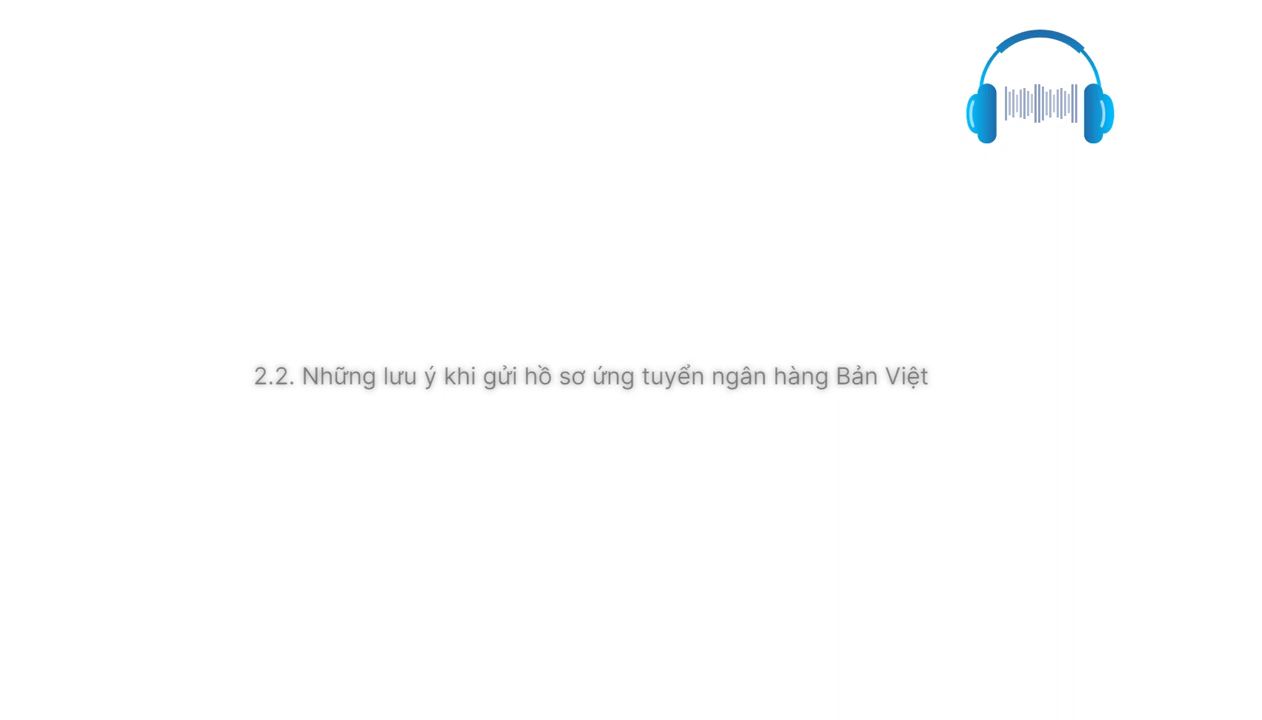 2.2. Những lưu ý khi gửi hồ sơ ứng tuyển ngân hàng Bản Việt